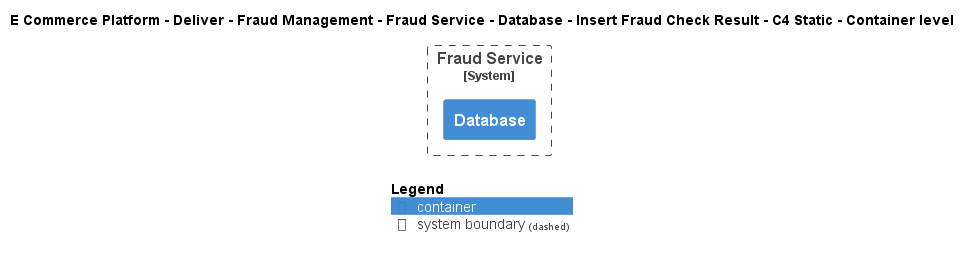 E Commerce Platform - Deliver - Fraud Management - Fraud Service - Database - Insert Fraud Check Result - C4 Static - Container level
Fraud Service
[System]
Database
Legend
container
system boundary (dashed)